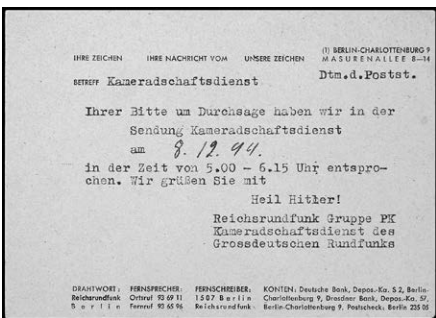 (1) BERLIN-CHARLOTTENBURG 9
IHRE ZEICHEN IHRE NACHRICHT VOM UNSERE ZEICHEN MASURENALLEE 8—14
BETREFF Kameradschaftsdienst Dtm.d.Postst.
Ihrer Bitte um Durchsage haben wir in der
Sendung Kameradschaftsdienst
am 8.12.44.
in der Zeit von 5.00 - 6.15 Uhr entspro-
chen. Wir grüßen Sie mit
Heil Hitler!
Reichsrundfunk Gruppe PK
Kameradschaftsdienst des
Grossdeutschen Rundfunks
DRAHTWORT: FERNSPRECHER: FERNSCHREIBER: KONTEN: Deutsche Bank, Depos.-Ka. S 2, Berlin-
Reichsrundfunk Ortsruf 93 69 11 1507 Berlin Charlottenburg 9, Dresdner Bank, Depos.-Ka. 57,
Berlin Fernruf 93 65 96 Reichsrundfunk Berlin-Charlottenburg 9, Postscheck: Berlin 235 05